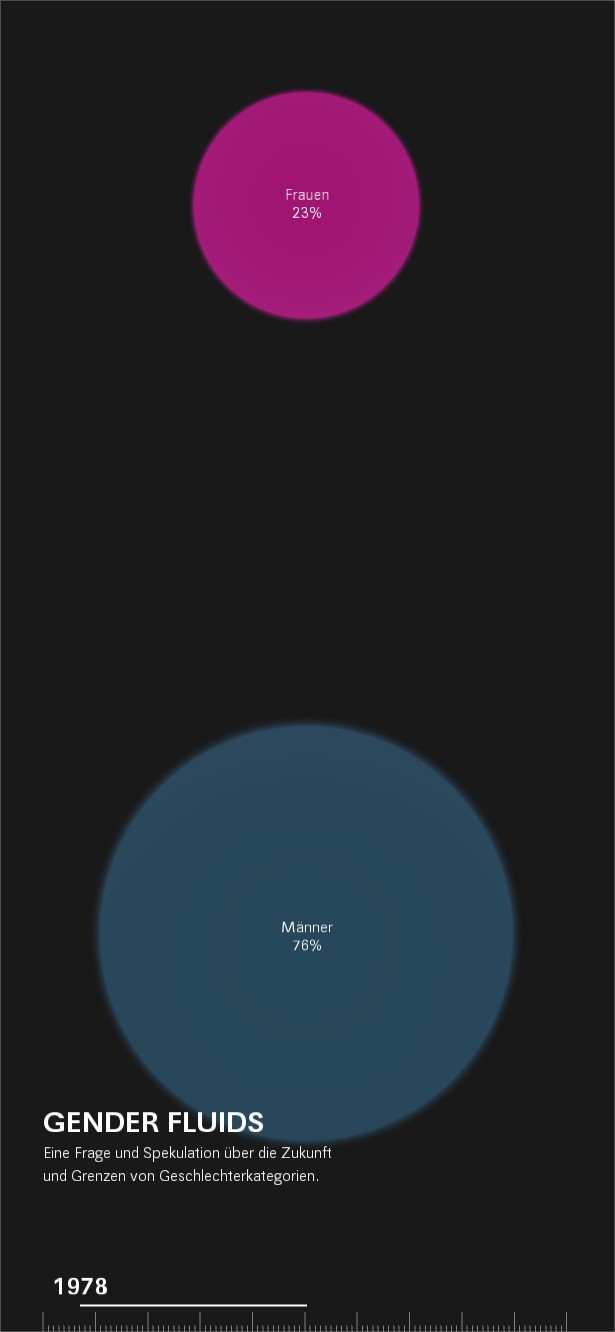 Frauen
23%
Männer
76%
GENDER FLUIDS
Eine Frage und Spekulation über die Zukunft
und Grenzen von Geschlechterkategorien.
1978